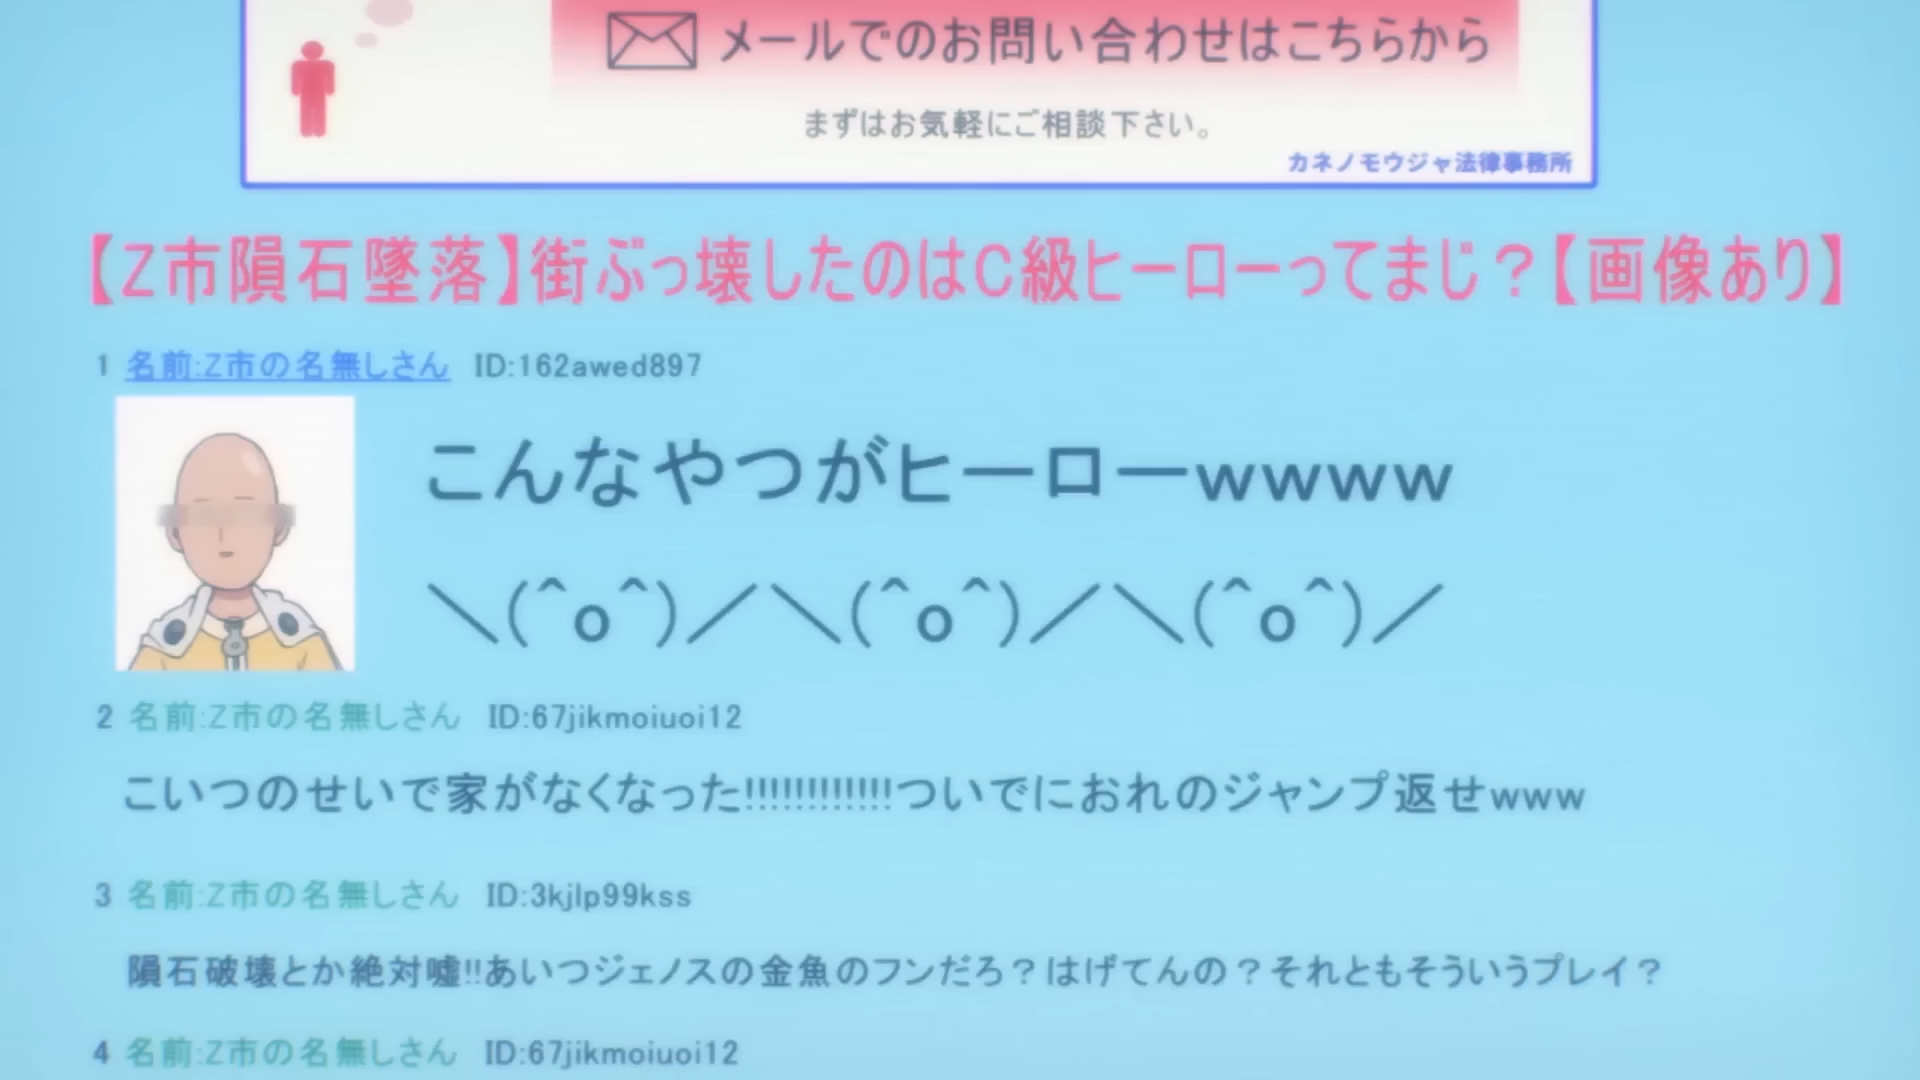 メールでのお問い合わせはこちらから
まずはお気軽にご相談下さい。
カネノモウジャ法律事務所
【Z市隕石墜落】街ぶっ壊したのはC級ヒーローってまじ?【画像あり】
1 名前:Z市の名無しさん ID:162awed897
こんなやつがヒーローwwww
＼(^o^)／＼(^o^)／＼(^o^)／
2 名前:Z市の名無しさん ID:67jikmoiuoi12
こいつのせいで家がなくなった!!!!!!!!!!!!ついでにおれのジャンプ返せwww
3 名前:Z市の名無しさん ID:3kjlp99kss
隕石破壊とか絶対嘘!!あいつジェノスの金魚のフンだろ?はげてんの?それともそういうプレイ?
4 名前:Z市の名無しさん ID:67jikmoiuoi12